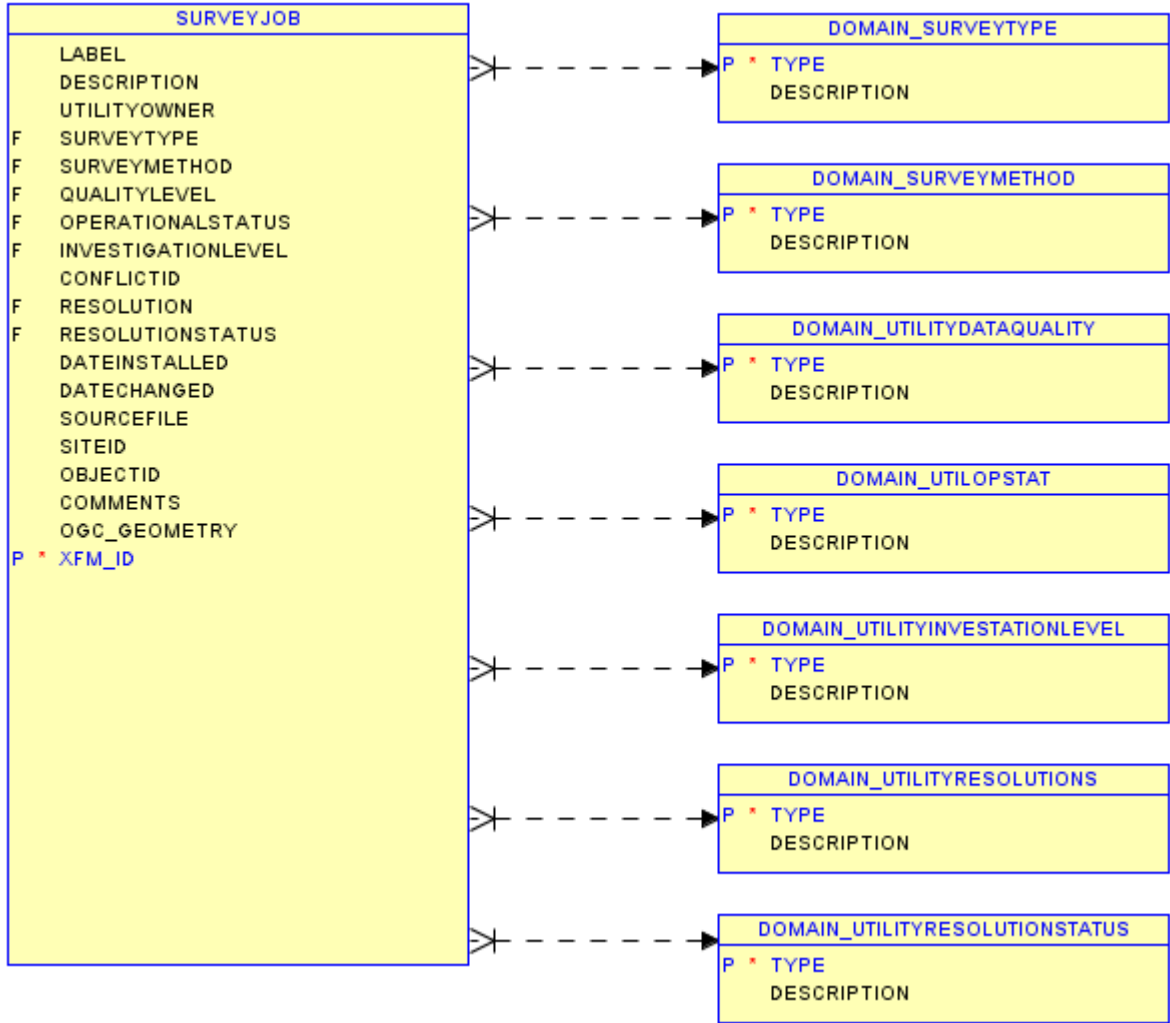 SURVEYJOB
LABEL
DESCRIPTION
UTILITYOWNER
F SURVEYTYPE
F SURVEYMETHOD
F QUALITYLEVEL
F OPERATIONALSTATUS
F INVESTIGATIONLEVEL
CONFLICTID
F RESOLUTION
F RESOLUTIONSTATUS
DATEINSTALLED
DATECHANGED
SOURCEFILE
SITEID
OBJECTID
COMMENTS
OGC_GEOMETRY
P * XFM_ID
DOMAIN_SURVEYTYPE
P * TYPE
DESCRIPTION
DOMAIN_SURVEYMETHOD
P * TYPE
DESCRIPTION
DOMAIN_UTILITYDATAQUALITY
P * TYPE
DESCRIPTION
DOMAIN_UTILOPSTAT
P * TYPE
DESCRIPTION
DOMAIN_UTILITYINVESTATIONLEVEL
P * TYPE
DESCRIPTION
DOMAIN_UTILITYRESOLUTIONS
P * TYPE
DESCRIPTION
DOMAIN_UTILITYRESOLUTIONSTATUS
P * TYPE
DESCRIPTION